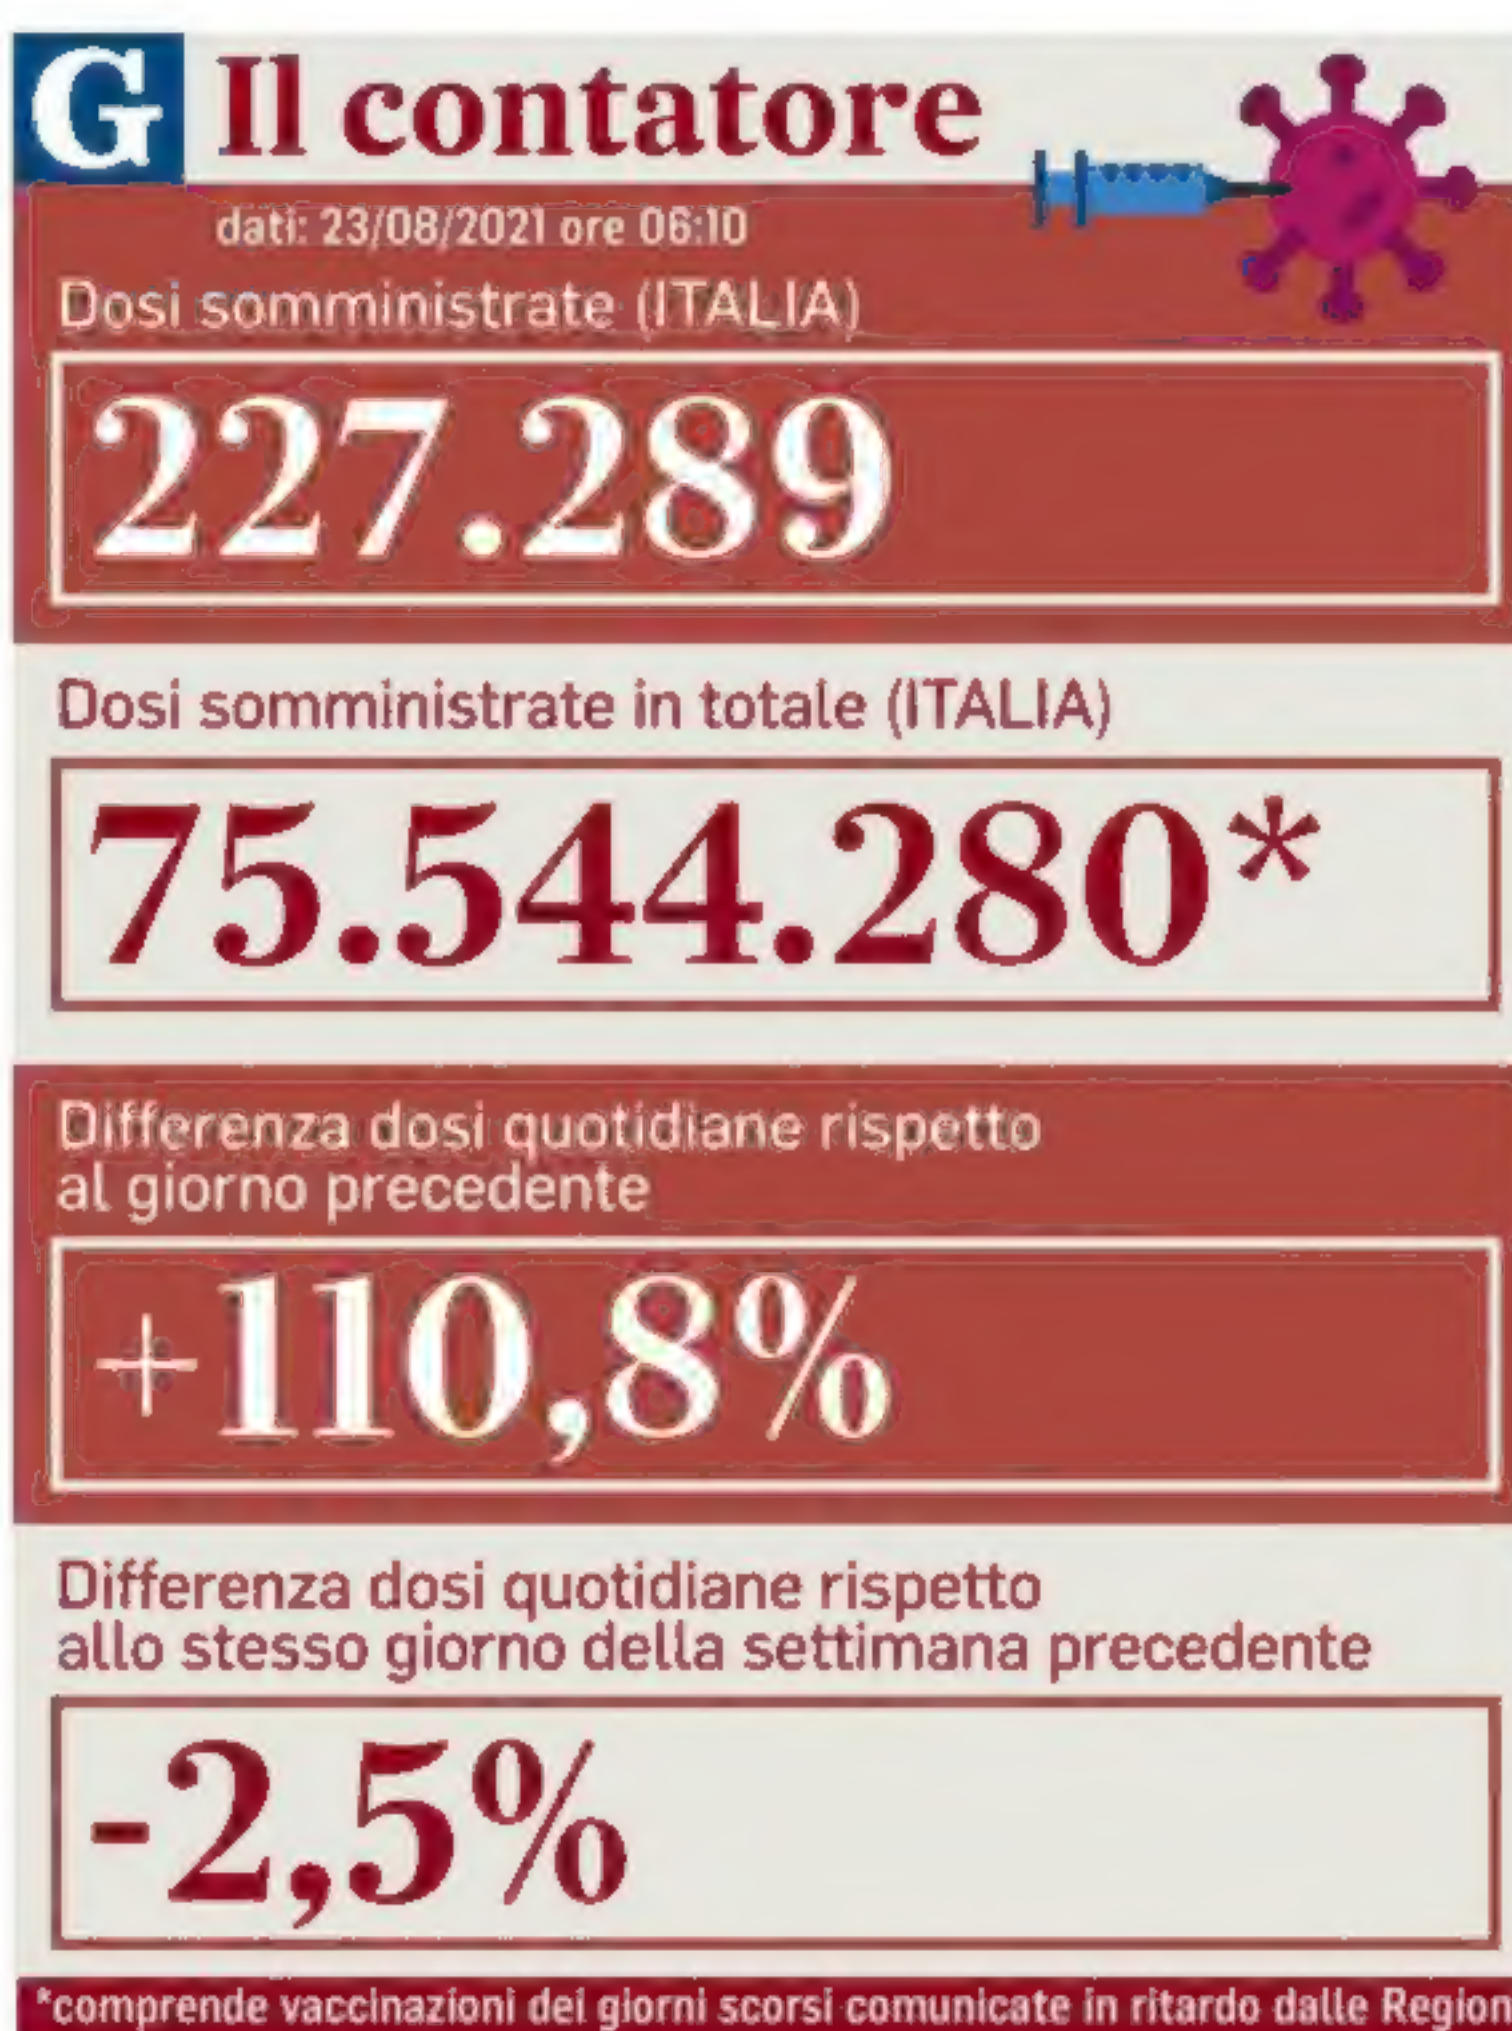 G Il contatore
dati: 23/08/2021 ore 06:10
Dosi somministrate (ITALIA)
227.289
Dosi somministrate in totale (ITALIA)
75.544.280*
Differenza dosi quotidiane rispetto
al giorno precedente
+110,8%
Differenza dosi quotidiane rispetto
allo stesso giorno della settimana precedente
-2,5%
*comprende vaccinazioni dei giorni scorsi comunicate in ritardo dalle Region